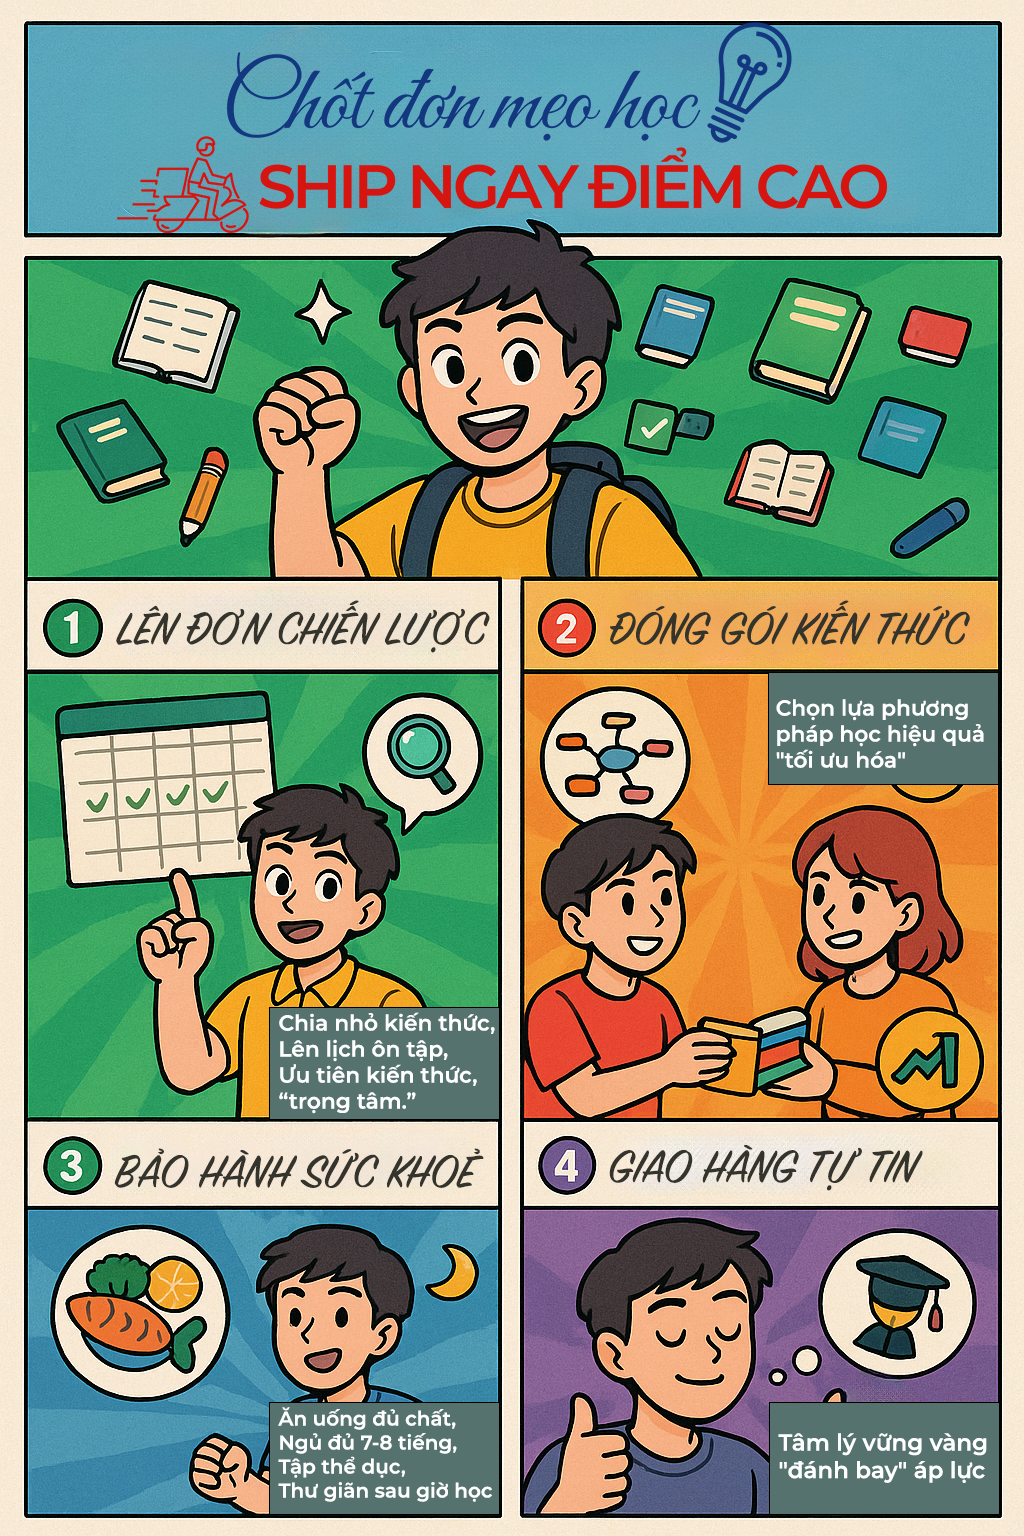 Chốt đơn mẹo học
SHIP NGAY ĐIỂM CAO
1 LÊN ĐƠN CHIẾN LƯỢC
2 ĐÓNG GÓI KIẾN THỨC
Chọn lựa phương
pháp học hiệu quả
"tối ưu hóa"
Chia nhỏ kiến thức,
Lên lịch ôn tập,
Ưu tiên kiến thức,
“trọng tâm.”
3 BẢO HÀNH SỨC KHOẺ
4 GIAO HÀNG TỰ TIN
Ăn uống đủ chất,
Ngủ đủ 7-8 tiếng,
Tập thể dục,
Thư giãn sau giờ học
Tâm lý vững vàng
"đánh bay" áp lực